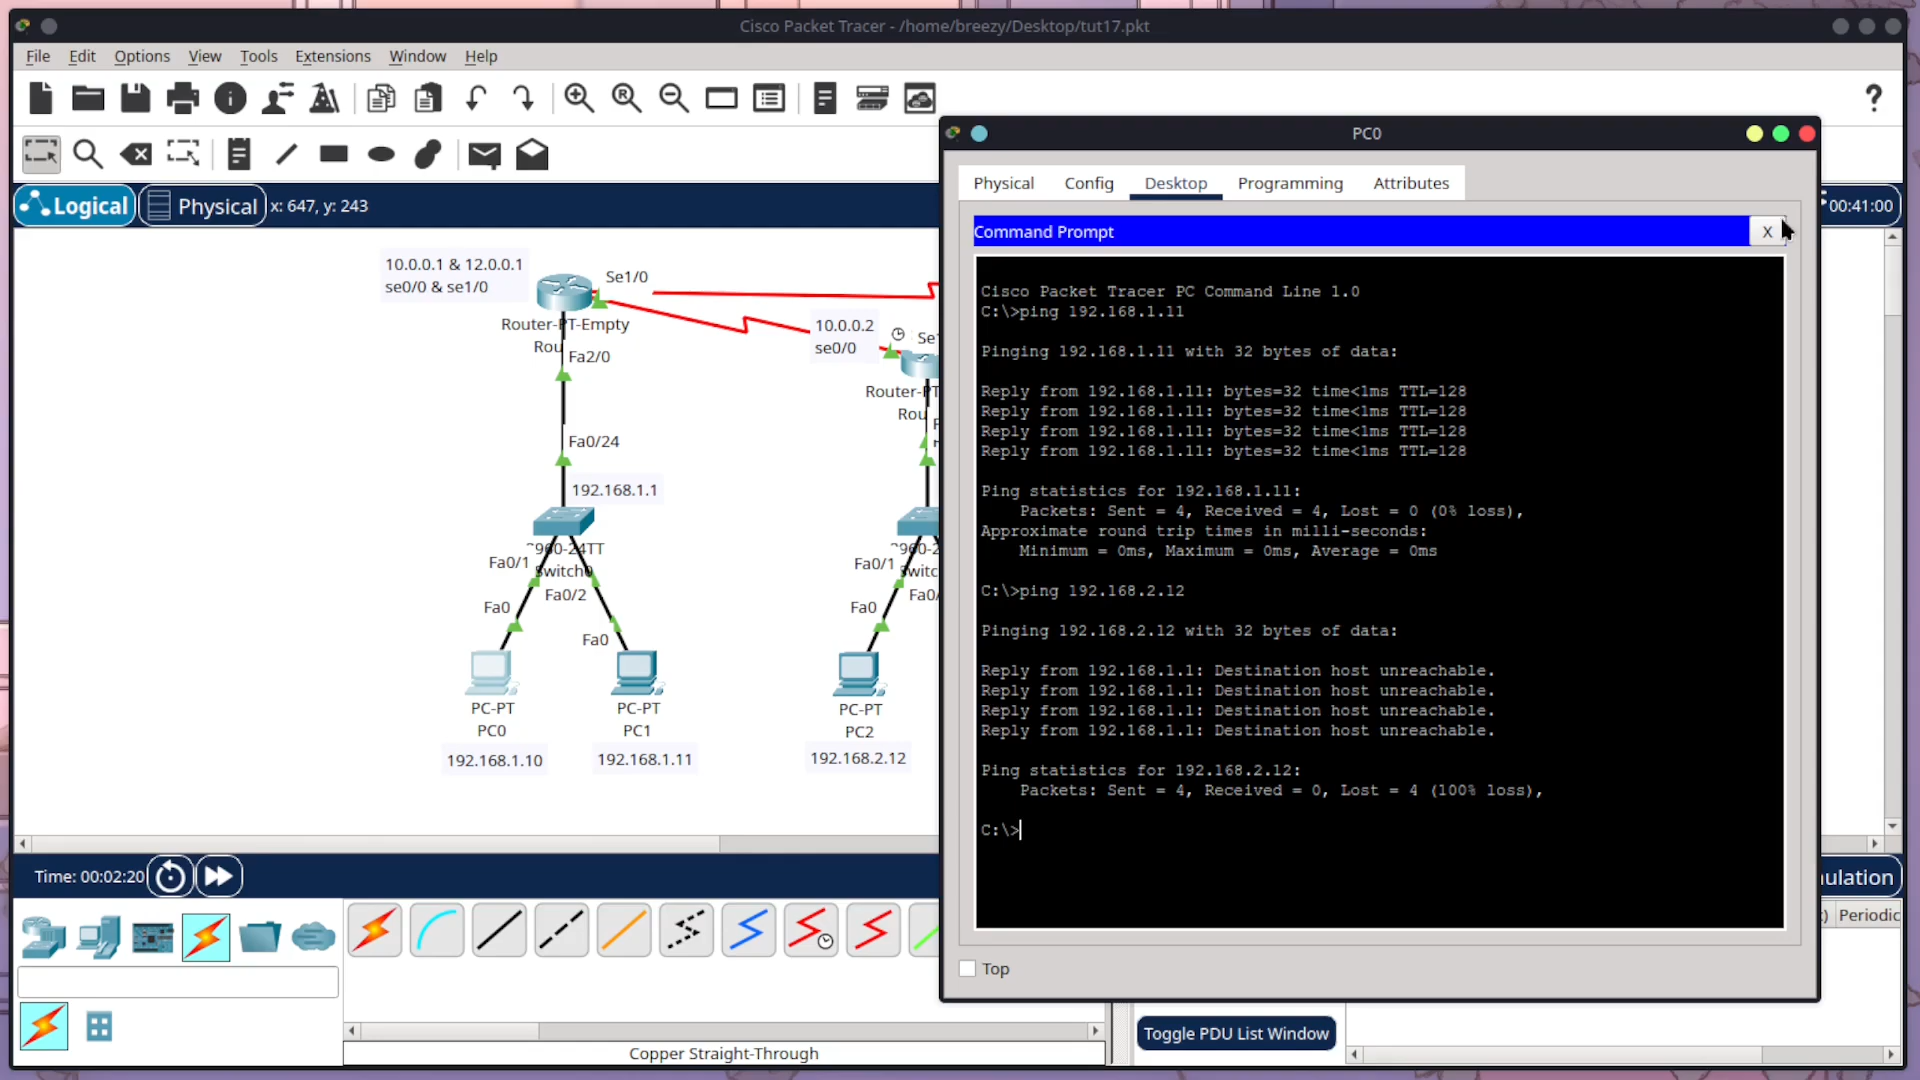 Cisco Packet Tracer - /home/breezy/Desktop/tut17.pkt
File Edit Options View Tools Extensions Window Help
Logical
Physical
x: 647, y: 243
00:41:00
10.0.0.1 & 12.0.0.1
se0/0 & se1/0
Se1/0
Router-PT-Empty
Rou
Fa2/0
10.0.0.2
se0/0
Se
Router-PT
Rou
Fa0/24
192.168.1.1
2960-24TT
Switch0
Fa0/1
Fa0/2
Fa0
Fa0
Fa0/1
Fa0
PC-PT
PC0
192.168.1.10
PC-PT
PC1
192.168.1.11
PC-PT
PC2
192.168.2.12
PC0
Physical Config Desktop Programming Attributes
Command Prompt
X
Cisco Packet Tracer PC Command Line 1.0
C:\>ping 192.168.1.11
Pinging 192.168.1.11 with 32 bytes of data:
Reply from 192.168.1.11: bytes=32 time<1ms TTL=128
Reply from 192.168.1.11: bytes=32 time<1ms TTL=128
Reply from 192.168.1.11: bytes=32 time<1ms TTL=128
Reply from 192.168.1.11: bytes=32 time<1ms TTL=128
Ping statistics for 192.168.1.11:
Packets: Sent = 4, Received = 4, Lost = 0 (0% loss),
Approximate round trip times in milli-seconds:
Minimum = 0ms, Maximum = 0ms, Average = 0ms
C:\>ping 192.168.2.12
Pinging 192.168.2.12 with 32 bytes of data:
Reply from 192.168.1.1: Destination host unreachable.
Reply from 192.168.1.1: Destination host unreachable.
Reply from 192.168.1.1: Destination host unreachable.
Reply from 192.168.1.1: Destination host unreachable.
Ping statistics for 192.168.2.12:
Packets: Sent = 4, Received = 0, Lost = 4 (100% loss),
C:\>
Top
Time: 00:02:20
ulation
Periodic
Copper Straight-Through
Toggle PDU List Window